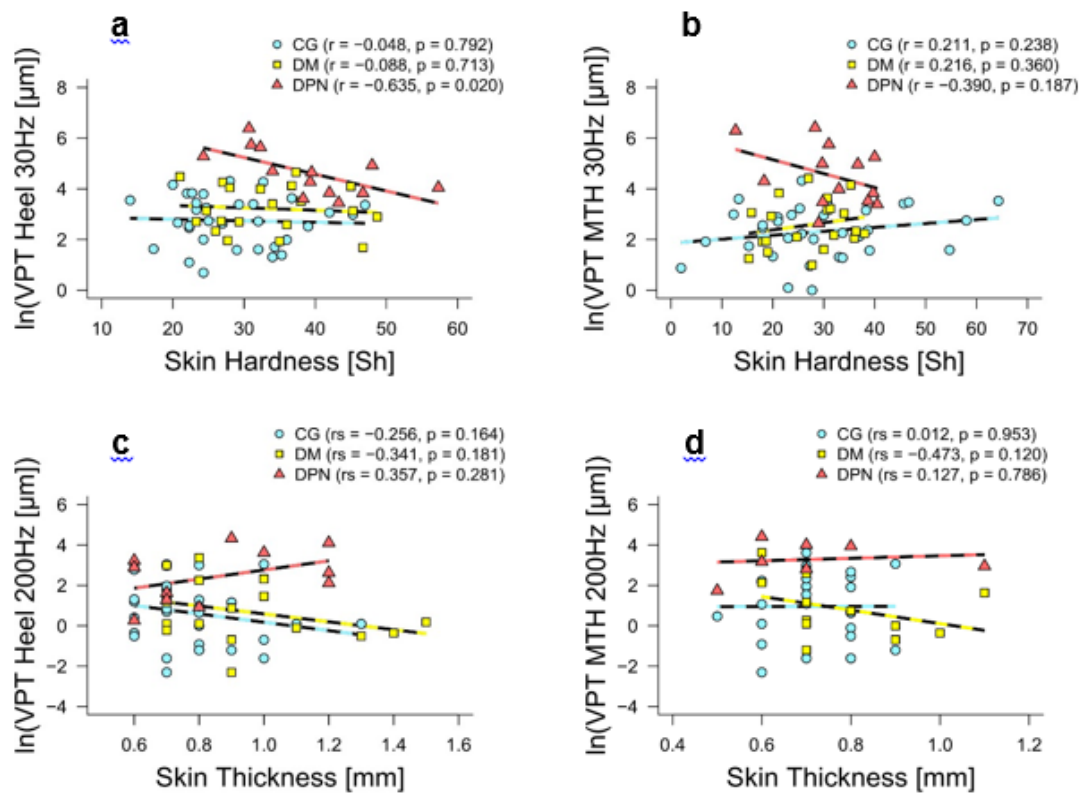 a
CG (r = −0.048, p = 0.792)
DM (r = −0.088, p = 0.713)
DPN (r = −0.635, p = 0.020)
ln(VPT Heel 30Hz [µm])
8
6
4
2
0
10 20 30 40 50 60
Skin Hardness [Sh]
b
CG (r = 0.211, p = 0.238)
DM (r = 0.216, p = 0.360)
DPN (r = −0.390, p = 0.187)
ln(VPT MTH 30Hz [µm])
8
6
4
2
0
0 10 20 30 40 50 60 70
Skin Hardness [Sh]
c
CG (rs = −0.256, p = 0.164)
DM (rs = −0.341, p = 0.181)
DPN (rs = 0.357, p = 0.281)
ln(VPT Heel 200Hz [µm])
6
4
2
0
−2
−4
0.6 0.8 1.0 1.2 1.4 1.6
Skin Thickness [mm]
d
CG (rs = 0.012, p = 0.953)
DM (rs = −0.473, p = 0.120)
DPN (rs = 0.127, p = 0.786)
ln(VPT MTH 200Hz [µm])
6
4
2
0
−2
−4
0.4 0.6 0.8 1.0 1.2
Skin Thickness [mm]